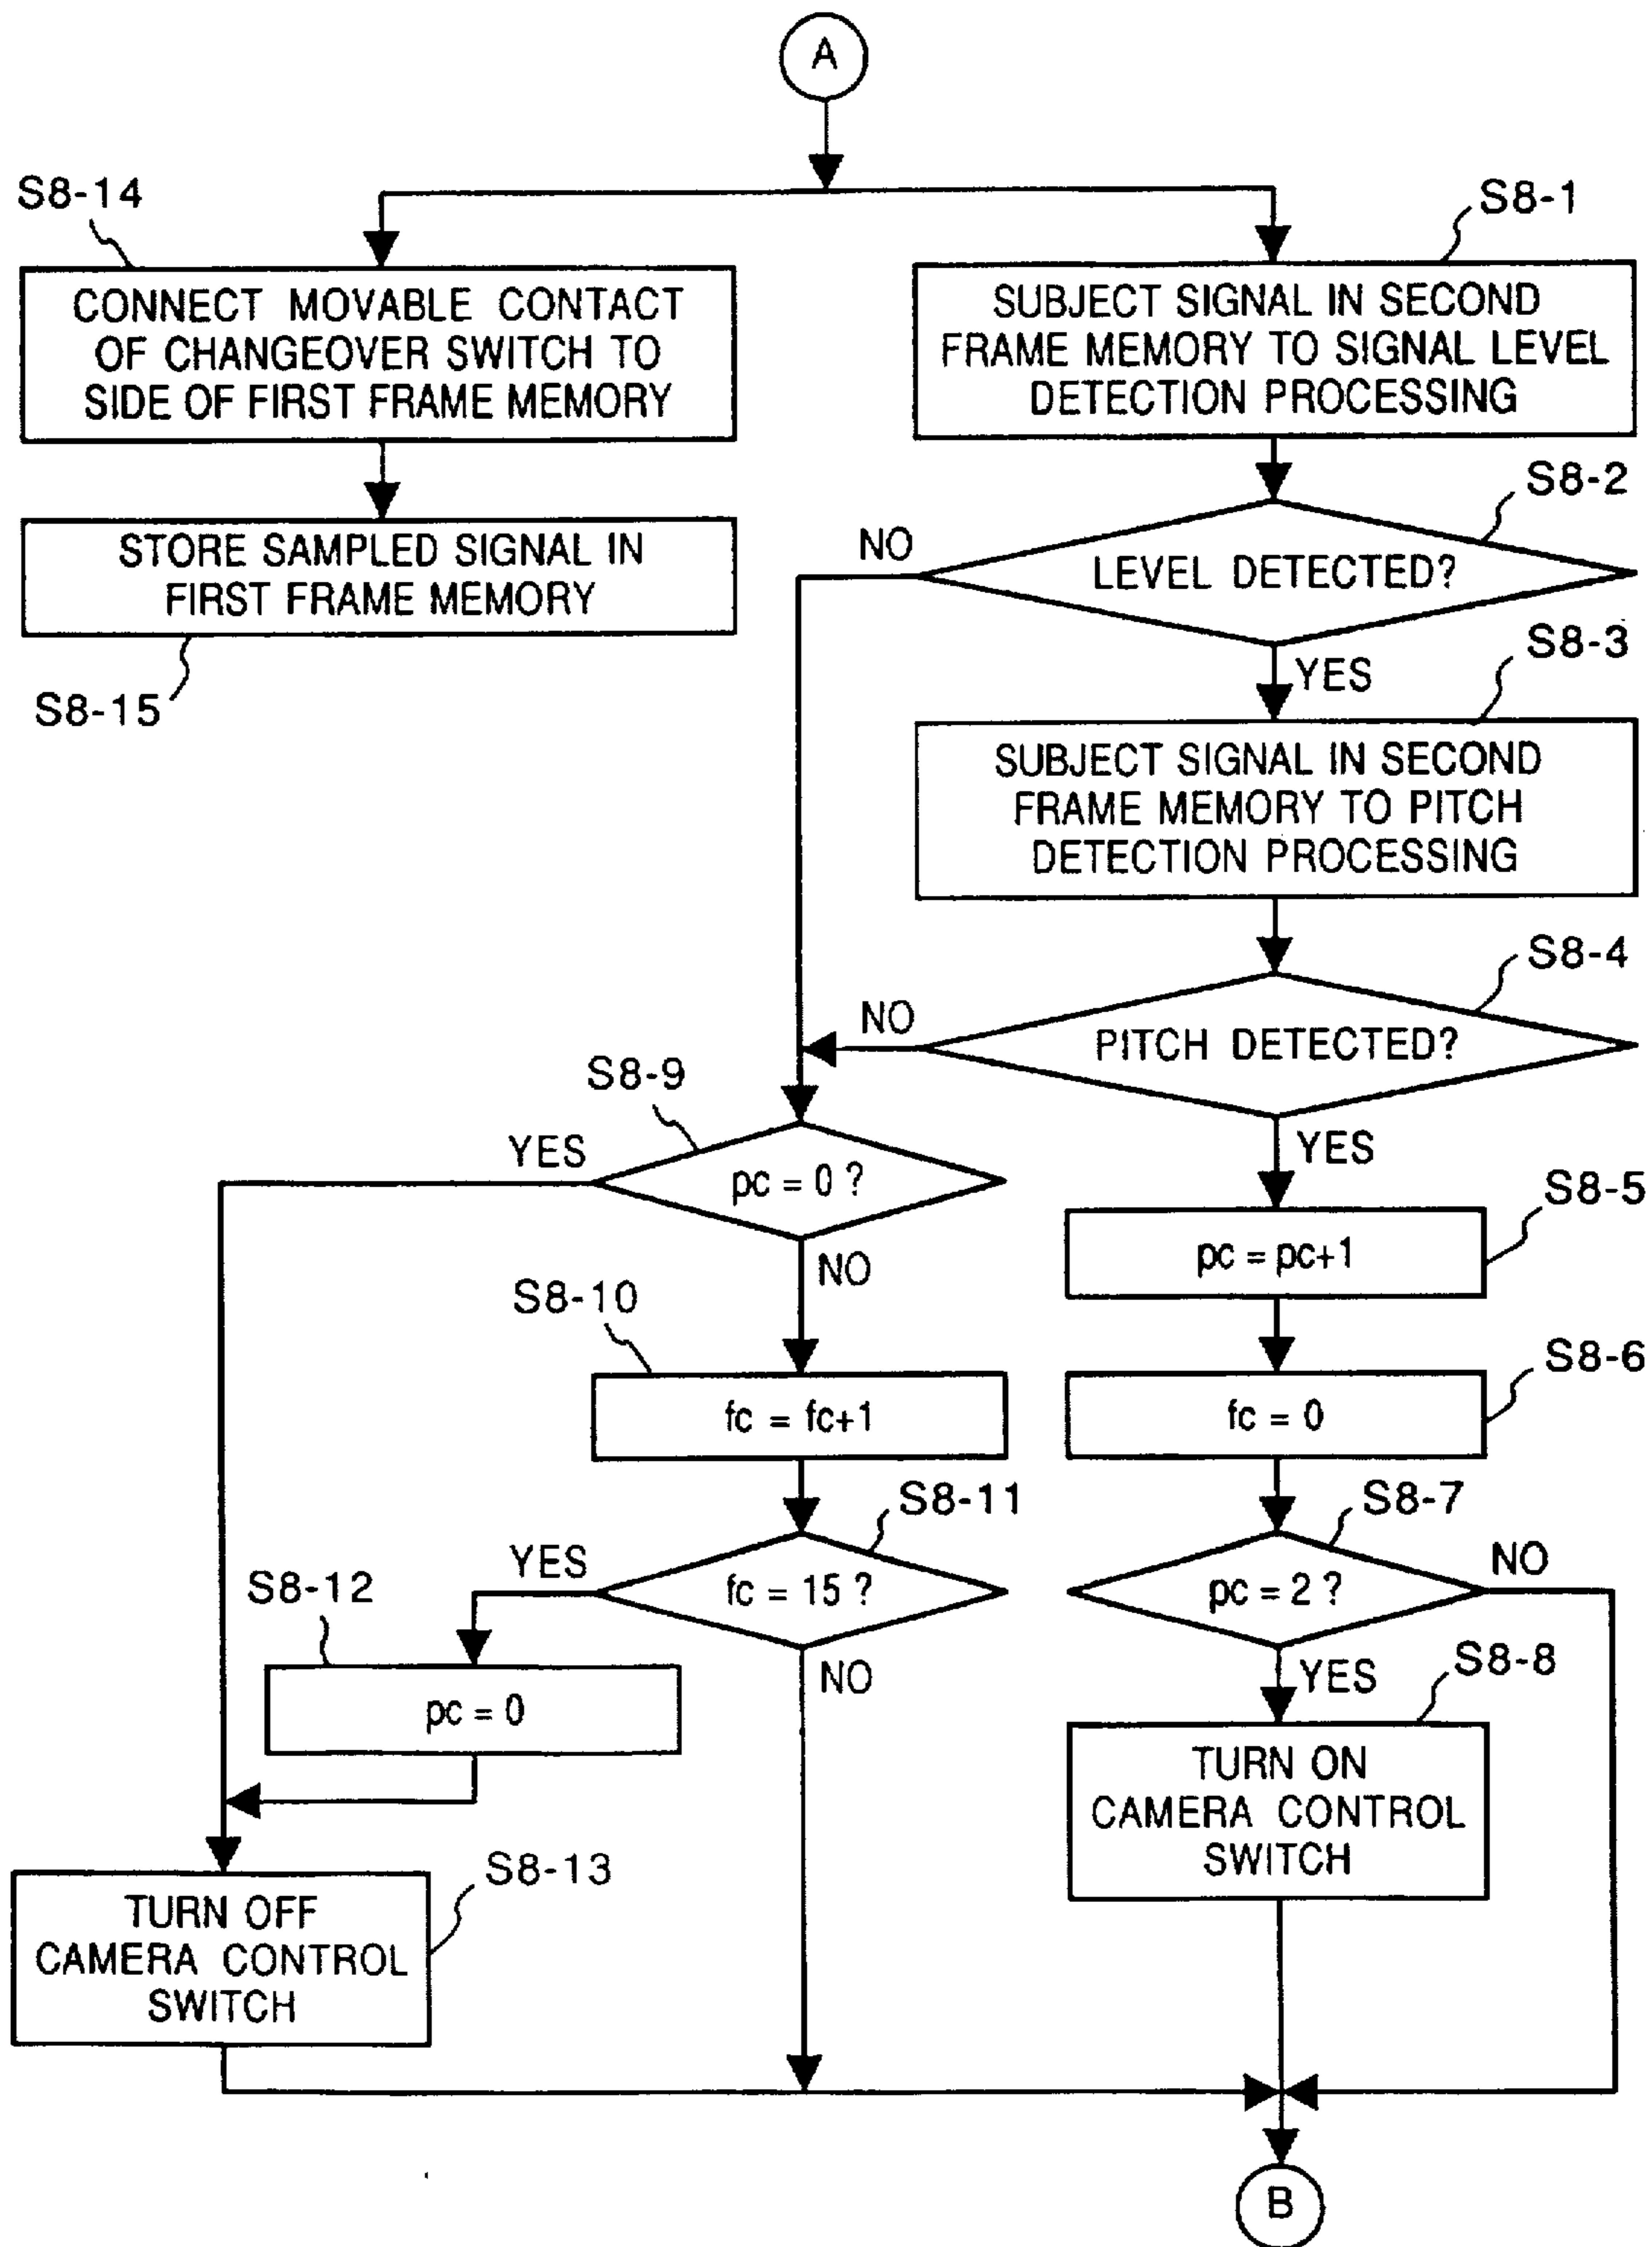 A
S8-14
S8-1
CONNECT MOVABLE CONTACT
OF CHANGEOVER SWITCH TO
SIDE OF FIRST FRAME MEMORY
SUBJECT SIGNAL IN SECOND
FRAME MEMORY TO SIGNAL LEVEL
DETECTION PROCESSING
S8-2
STORE SAMPLED SIGNAL IN
FIRST FRAME MEMORY
S8-15
NO
LEVEL DETECTED?
YES
S8-3
SUBJECT SIGNAL IN SECOND
FRAME MEMORY TO PITCH
DETECTION PROCESSING
S8-4
NO
PITCH DETECTED?
YES
S8-9
YES
pc = 0 ?
NO
S8-5
pc = pc+1
S8-10
fc = fc+1
S8-6
fc = 0
S8-11
YES
fc = 15 ?
NO
S8-7
pc = 2 ?
NO
YES
S8-12
pc = 0
S8-8
TURN ON
CAMERA CONTROL
SWITCH
S8-13
TURN OFF
CAMERA CONTROL
SWITCH
B